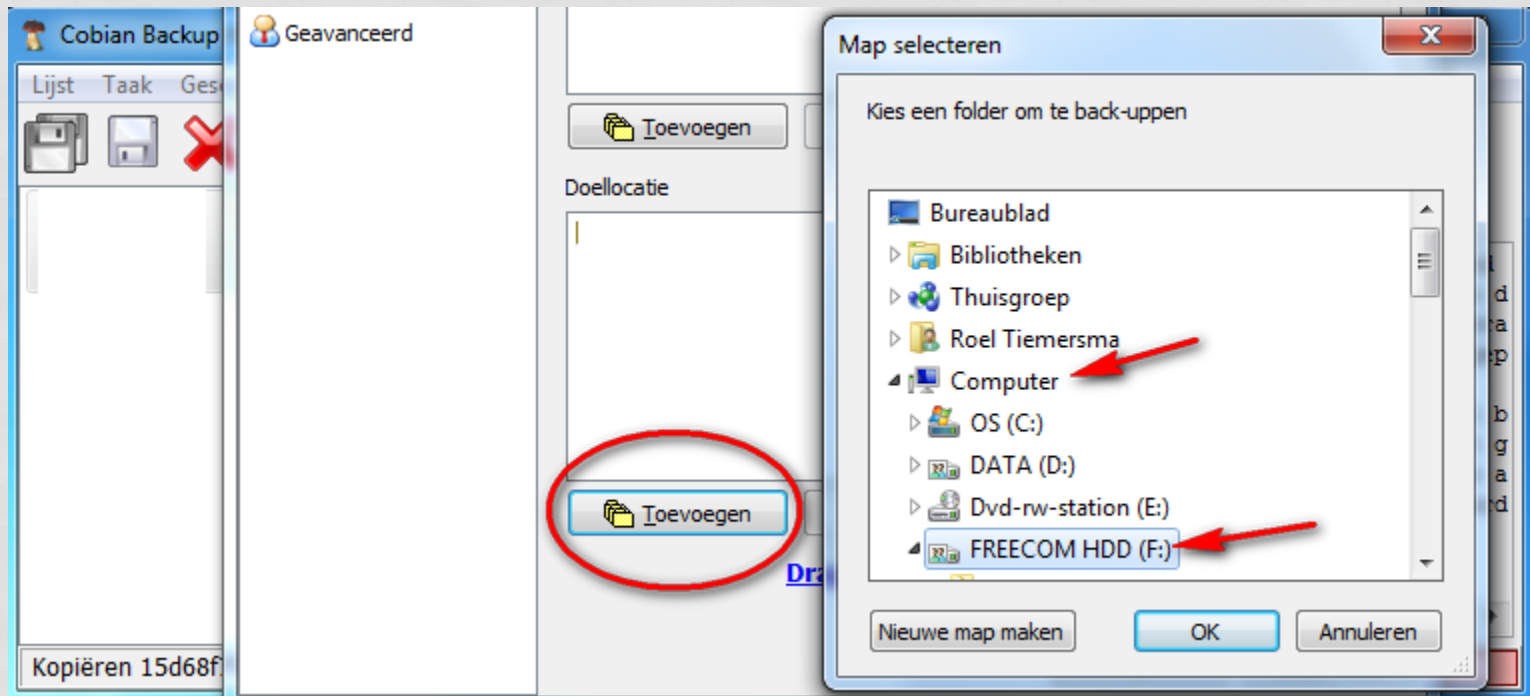 Cobian Backup
Lijst Taak
Kopiëren
Geavanceerd
Toevoegen
Doellocatie
Toevoegen
Map selecteren
Kies een folder om te back-uppen
Bureaublad
Bibliotheken
Thuisgroep
Roel Tiemersma
Computer
OS (C:)
DATA (D:)
Dvd-rw-station (E:)
FREECOM HDD (F:)
Nieuwe map maken
OK
Annuleren